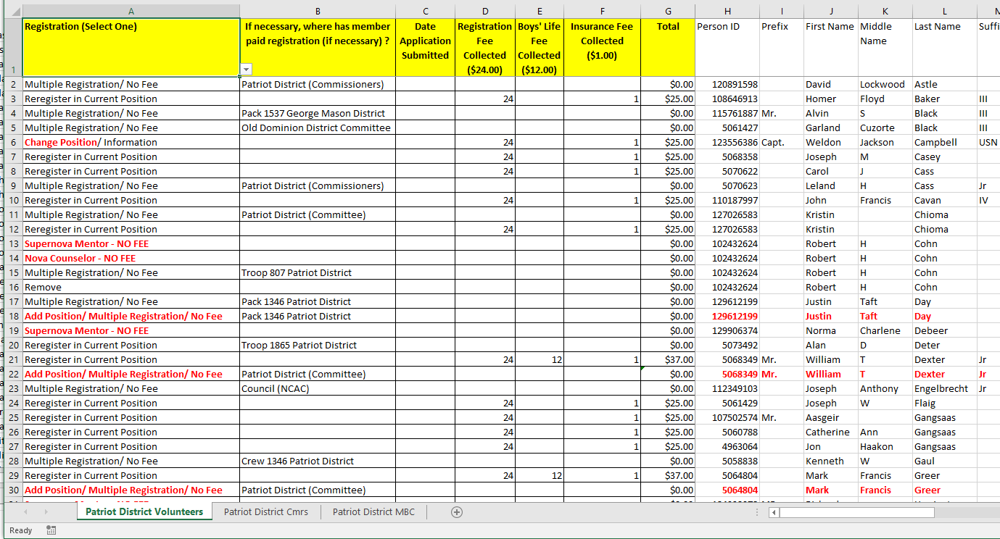 A B C D E F G H I J K L
1 Registration (Select One) If necessary, where has member paid registration (if necessary) ? Date Application Submitted Registration Fee Collected ($24.00) Boys' Life Fee Collected ($12.00) Insurance Fee Collected ($1.00) Total Person ID Prefix First Name Middle Name Last Name
2 Multiple Registration/ No Fee Patriot District (Commissioners) $0.00 120891598 David Lockwood Astle
3 Reregister in Current Position 24 1 $25.00 108646913 Homer Floyd Baker III
4 Multiple Registration/ No Fee Pack 1537 George Mason District $0.00 115761887 Mr. Alvin S Black III
5 Multiple Registration/ No Fee Old Dominion District Committee $0.00 5061427 Garland Cuzorte Black III
6 Change Position/ Information 24 1 $25.00 123556386 Capt. Weldon Jackson Campbell USN
7 Reregister in Current Position 24 1 $25.00 5068358 Joseph M Casey
8 Reregister in Current Position 24 1 $25.00 5070622 Carol J Cass
9 Multiple Registration/ No Fee Patriot District (Commissioners) $0.00 5070623 Leland H Cass Jr
10 Reregister in Current Position 24 1 $25.00 110187997 John Francis Cavan IV
11 Multiple Registration/ No Fee Patriot District (Committee) $0.00 127026583 Kristin Chioma
12 Reregister in Current Position 24 1 $25.00 127026583 Kristin Chioma
13 Supernova Mentor - NO FEE $0.00 102432624 Robert H Cohn
14 Nova Counselor - NO FEE $0.00 102432624 Robert H Cohn
15 Multiple Registration/ No Fee Troop 807 Patriot District $0.00 102432624 Robert H Cohn
16 Remove $0.00 102432624 Robert H Cohn
17 Multiple Registration/ No Fee Pack 1346 Patriot District $0.00 129612199 Justin Taft Day
18 Add Position/ Multiple Registration/ No Fee Pack 1346 Patriot District $0.00 129612199 Justin Taft Day
19 Supernova Mentor - NO FEE $0.00 129906374 Norma Charlene Debeer
20 Reregister in Current Position Troop 1865 Patriot District $0.00 5073492 Alan D Deter
21 Reregister in Current Position 24 12 1 $37.00 5068349 Mr. William T Dexter Jr
22 Add Position/ Multiple Registration/ No Fee Patriot District (Committee) $0.00 5068349 Mr. William T Dexter Jr
23 Multiple Registration/ No Fee Council (NCAC) $0.00 112349103 Joseph Anthony Engelbrecht Jr
24 Reregister in Current Position 24 1 $25.00 5061429 Joseph W Flaig
25 Reregister in Current Position 24 1 $25.00 107502574 Mr. Aasgeir Gangsaas
26 Reregister in Current Position 24 1 $25.00 5060788 Catherine Ann Gangsaas
27 Reregister in Current Position 24 1 $25.00 4963064 Jon Haakon Gangsaas
28 Multiple Registration/ No Fee Crew 1346 Patriot District $0.00 5058838 Kenneth W Gaul
29 Reregister in Current Position 24 12 1 $37.00 5064804 Mark Francis Greer
30 Add Position/ Multiple Registration/ No Fee Patriot District (Committee) $0.00 5064804 Mark Francis Greer
Patriot District Volunteers Patriot District Cmrs Patriot District MBC
Ready